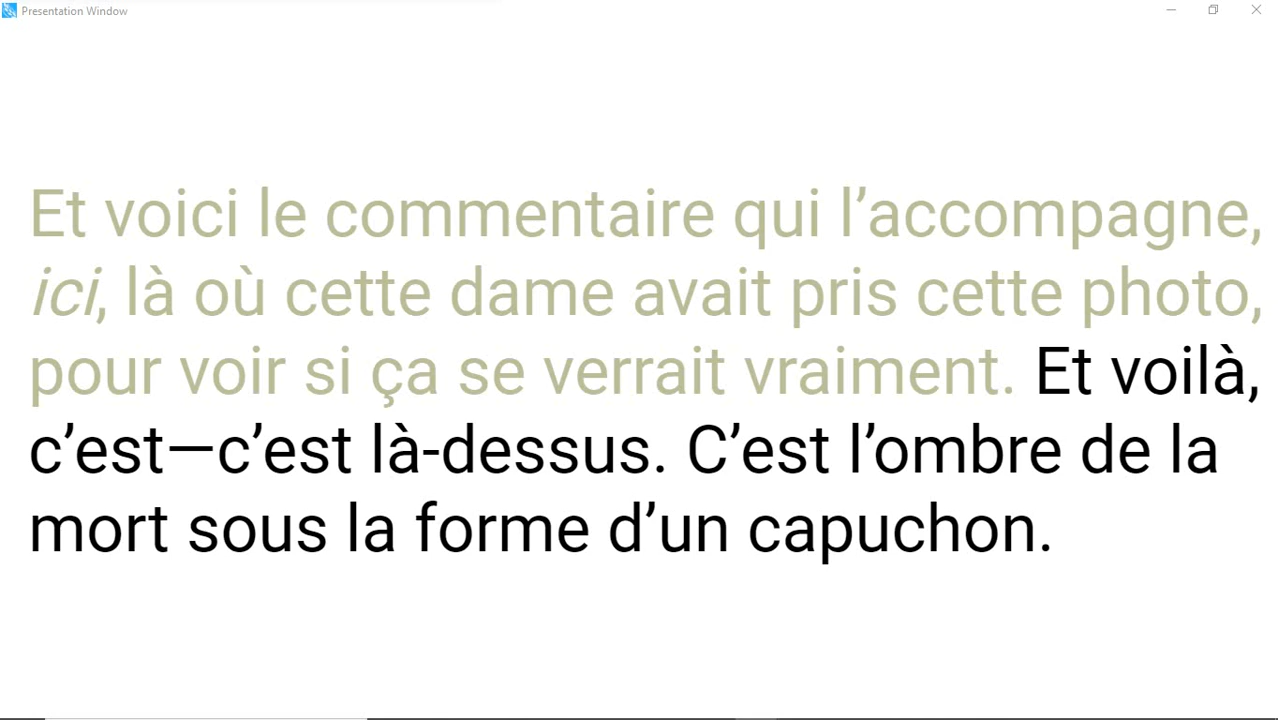 Presentation Window
Et voici le commentaire qui l’accompagne,
ici, là où cette dame avait pris cette photo,
pour voir si ça se verrait vraiment. Et voilà,
c’est—c’est là-dessus. C’est l’ombre de la
mort sous la forme d’un capuchon.